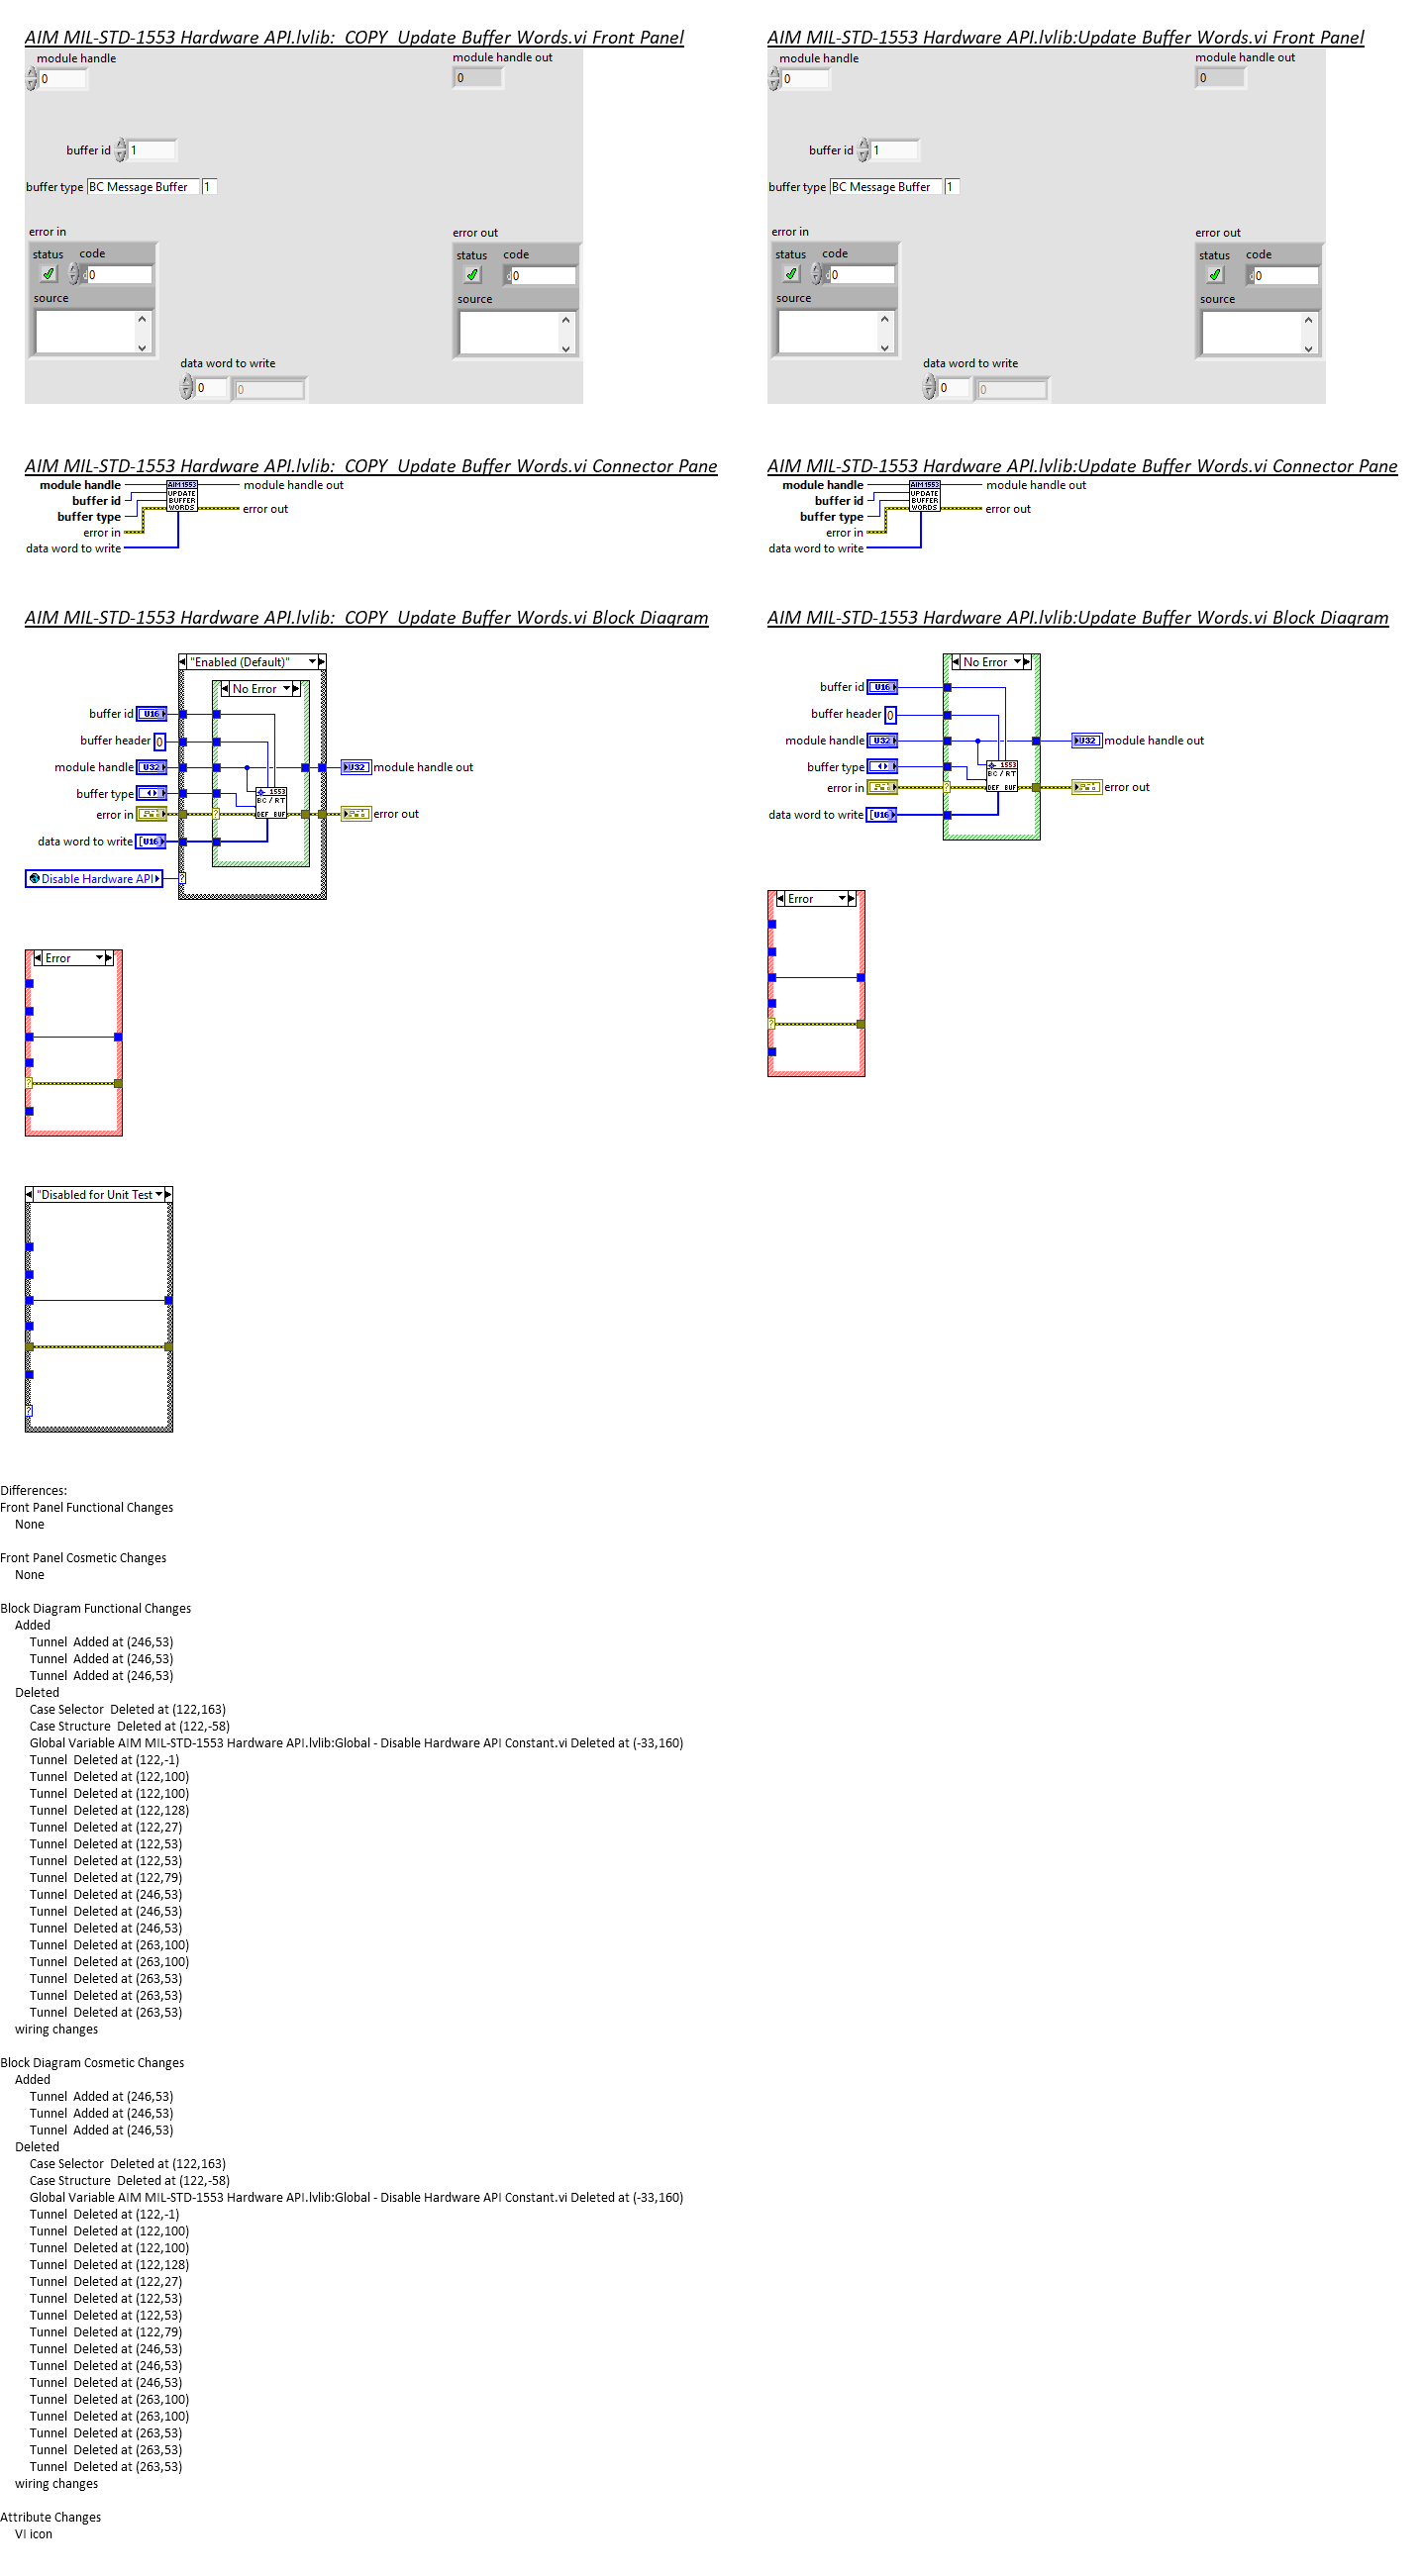 AIM MIL-STD-1553 Hardware API.lvlib:  COPY  Update Buffer Words.vi Front Panel
module handle
0
module handle out
0
buffer id 1
buffer type BC Message Buffer 1
error in
status code
0
source
error out
status code
0
source
data word to write
0 0
AIM MIL-STD-1553 Hardware API.lvlib:Update Buffer Words.vi Front Panel
module handle
0
module handle out
0
buffer id 1
buffer type BC Message Buffer 1
error in
status code
0
source
error out
status code
0
source
data word to write
0 0
AIM MIL-STD-1553 Hardware API.lvlib:  COPY  Update Buffer Words.vi Connector Pane
module handle
buffer id
buffer type
error in
data word to write
AIM1553
UPDATE
BUFFER
WORDS
module handle out
error out
AIM MIL-STD-1553 Hardware API.lvlib:Update Buffer Words.vi Connector Pane
module handle
buffer id
buffer type
error in
data word to write
AIM1553
UPDATE
BUFFER
WORDS
module handle out
error out
AIM MIL-STD-1553 Hardware API.lvlib:  COPY  Update Buffer Words.vi Block Diagram
"Enabled (Default)"
No Error
buffer id U16
buffer header 0
module handle U32
buffer type
error in
data word to write [U16]
Disable Hardware API
?
?
1553
BC / RT
DEF BUF
U32 module handle out
error out
Error
?
"Disabled for Unit Test
?
AIM MIL-STD-1553 Hardware API.lvlib:Update Buffer Words.vi Block Diagram
No Error
buffer id U16
buffer header 0
module handle U32
buffer type
error in
data word to write [U16]
?
1553
BC / RT
DEF BUF
U32 module handle out
error out
Error
?
Differences:
Front Panel Functional Changes
None
Front Panel Cosmetic Changes
None
Block Diagram Functional Changes
Added
Tunnel  Added at (246,53)
Tunnel  Added at (246,53)
Tunnel  Added at (246,53)
Deleted
Case Selector  Deleted at (122,163)
Case Structure  Deleted at (122,-58)
Global Variable AIM MIL-STD-1553 Hardware API.lvlib:Global - Disable Hardware API Constant.vi Deleted at (-33,160)
Tunnel  Deleted at (122,-1)
Tunnel  Deleted at (122,100)
Tunnel  Deleted at (122,100)
Tunnel  Deleted at (122,128)
Tunnel  Deleted at (122,27)
Tunnel  Deleted at (122,53)
Tunnel  Deleted at (122,53)
Tunnel  Deleted at (122,79)
Tunnel  Deleted at (246,53)
Tunnel  Deleted at (246,53)
Tunnel  Deleted at (246,53)
Tunnel  Deleted at (263,100)
Tunnel  Deleted at (263,100)
Tunnel  Deleted at (263,53)
Tunnel  Deleted at (263,53)
Tunnel  Deleted at (263,53)
wiring changes
Block Diagram Cosmetic Changes
Added
Tunnel  Added at (246,53)
Tunnel  Added at (246,53)
Tunnel  Added at (246,53)
Deleted
Case Selector  Deleted at (122,163)
Case Structure  Deleted at (122,-58)
Global Variable AIM MIL-STD-1553 Hardware API.lvlib:Global - Disable Hardware API Constant.vi Deleted at (-33,160)
Tunnel  Deleted at (122,-1)
Tunnel  Deleted at (122,100)
Tunnel  Deleted at (122,100)
Tunnel  Deleted at (122,128)
Tunnel  Deleted at (122,27)
Tunnel  Deleted at (122,53)
Tunnel  Deleted at (122,53)
Tunnel  Deleted at (122,79)
Tunnel  Deleted at (246,53)
Tunnel  Deleted at (246,53)
Tunnel  Deleted at (246,53)
Tunnel  Deleted at (263,100)
Tunnel  Deleted at (263,100)
Tunnel  Deleted at (263,53)
Tunnel  Deleted at (263,53)
Tunnel  Deleted at (263,53)
wiring changes
Attribute Changes
VI icon